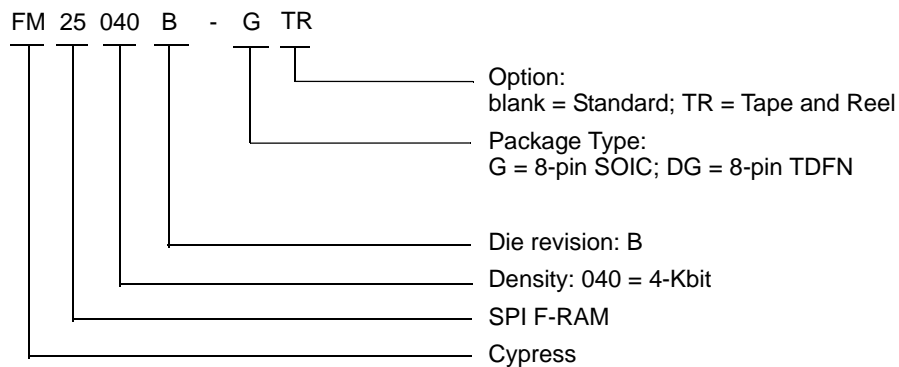 FM 25 040 B - G TR
Option:
blank = Standard; TR = Tape and Reel
Package Type:
G = 8-pin SOIC; DG = 8-pin TDFN
Die revision: B
Density: 040 = 4-Kbit
SPI F-RAM
Cypress